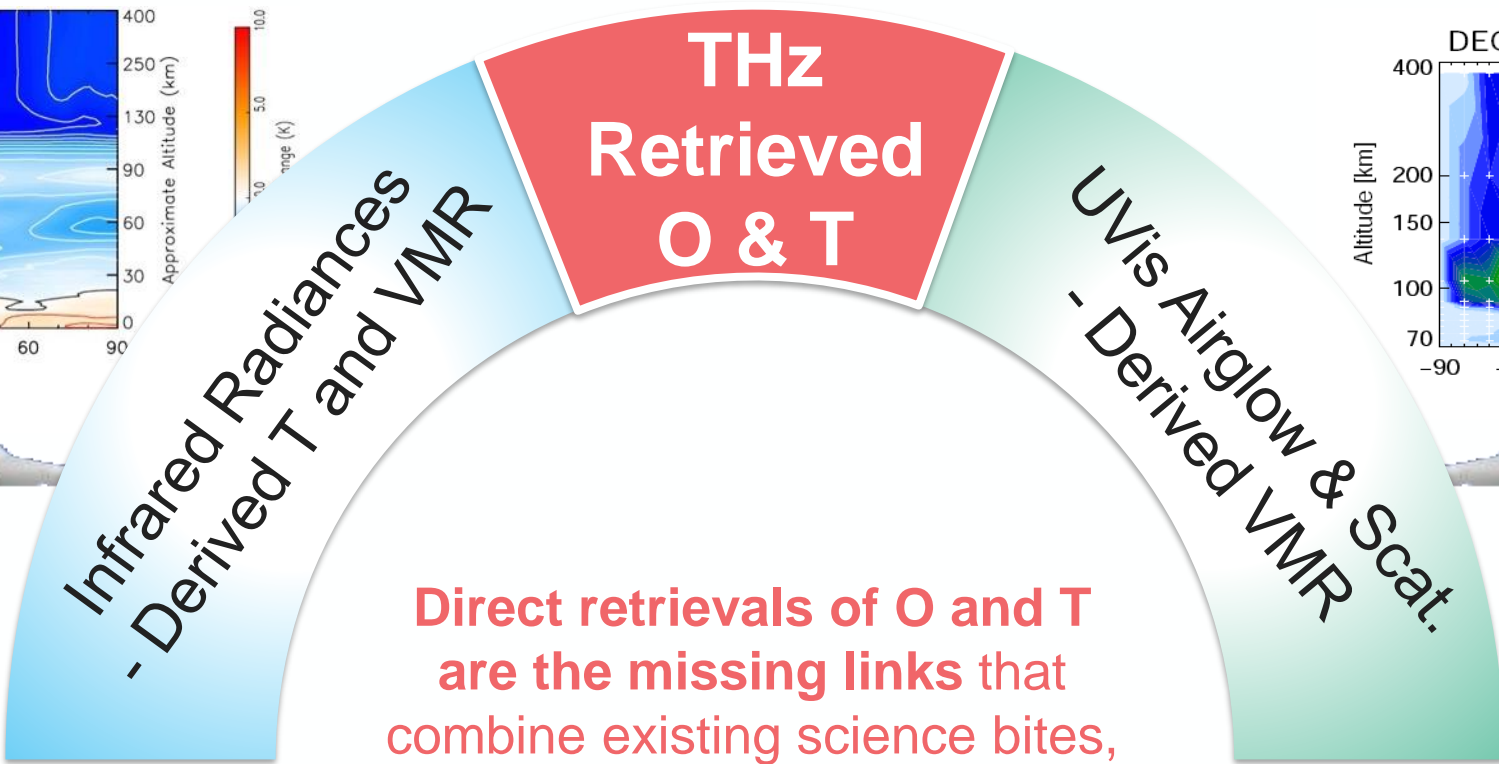 400
250
130
90
60
30
0
Approximate Altitude (km)
60
90
10.0
5.0
(K)
THz
Retrieved
O & T
Infrared Radiances
- Derived T and VMR
UVis Airglow & Scat.
- Derived VMR
400
200
150
100
70
Altitude [km]
-90
Direct retrievals of O and T
are the missing links that
combine existing science bites,